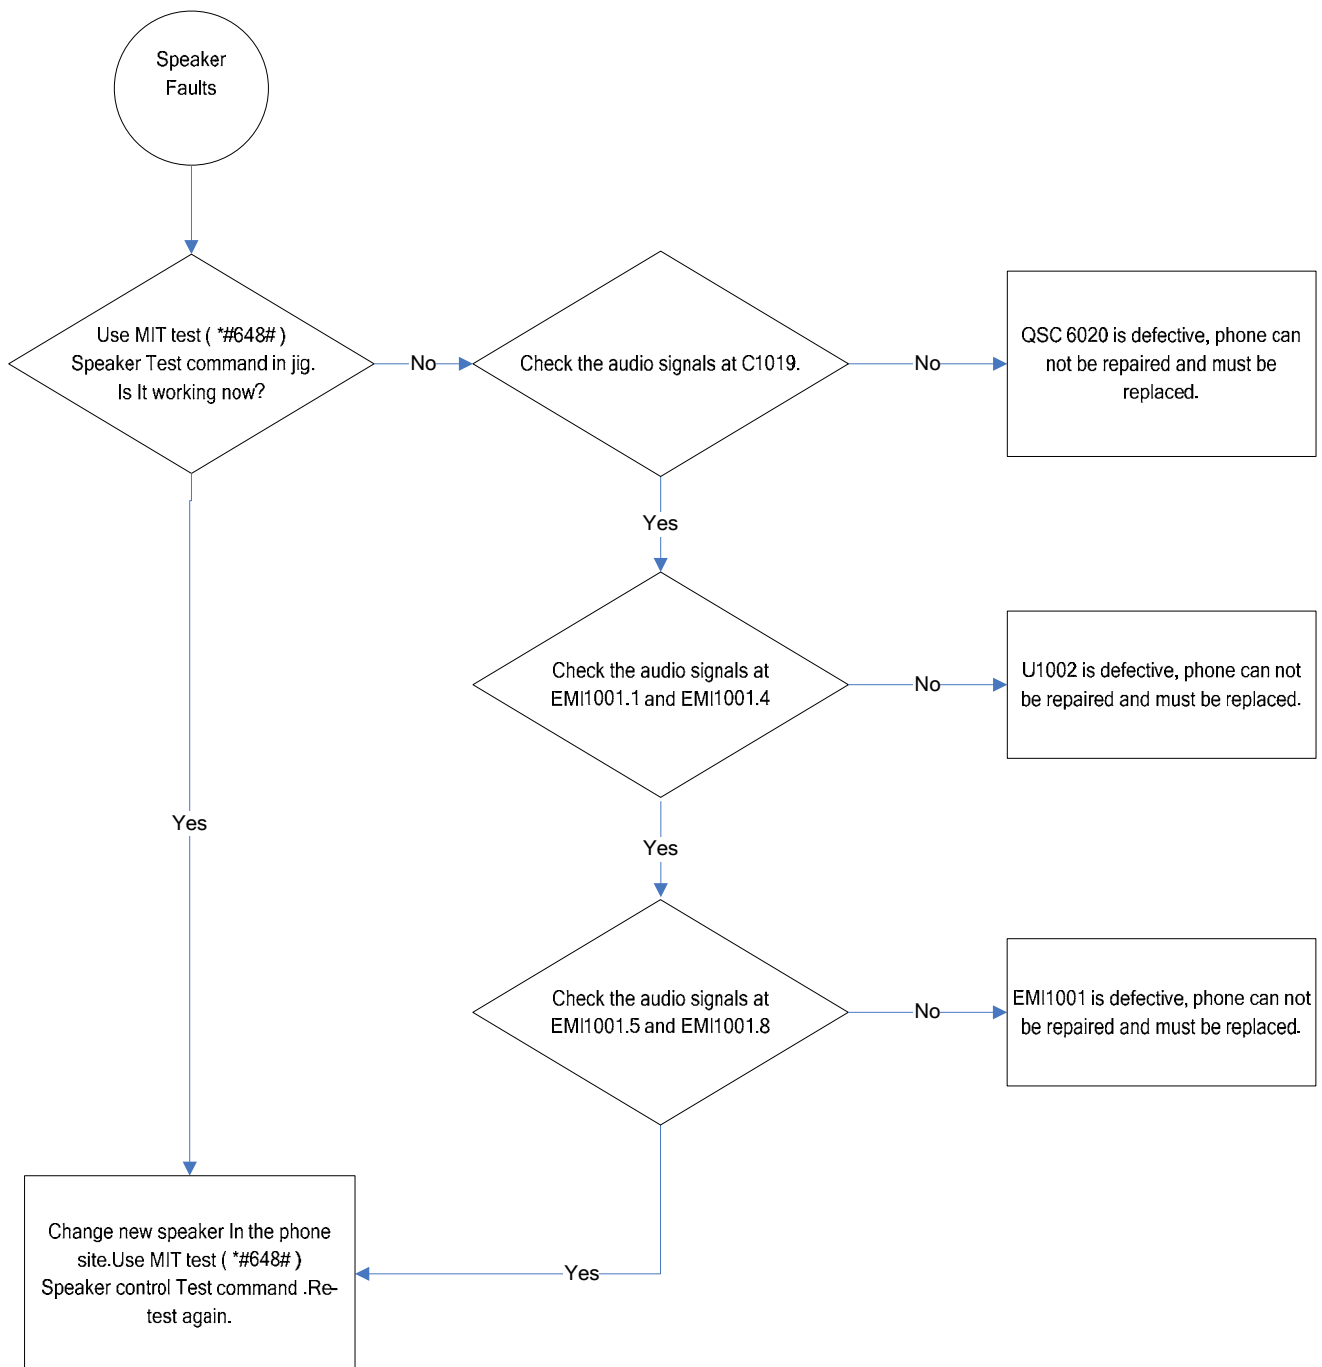 Speaker
Faults
Use MIT test ( *#648# )
Speaker Test command in jig.
Is It working now?
No
Check the audio signals at C1019.
No
QSC 6020 is defective, phone can
not be repaired and must be
replaced.
Yes
Check the audio signals at
EMI1001.1 and EMI1001.4
No
U1002 is defective, phone can not
be repaired and must be replaced.
Yes
Yes
Check the audio signals at
EMI1001.5 and EMI1001.8
No
EMI1001 is defective, phone can not
be repaired and must be replaced.
Change new speaker In the phone
site.Use MIT test ( *#648# )
Speaker control Test command .Re-
test again.
Yes